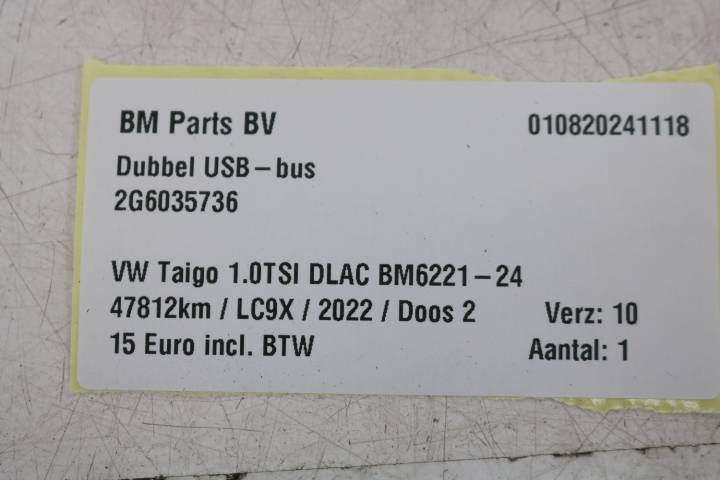 BM Parts BV 010820241118
Dubbel USB-bus
2G6035736
VW Taigo 1.0TSI DLAC BM6221-24
47812km / LC9X / 2022 / Doos 2 Verz: 10
15 Euro incl. BTW Aantal: 1